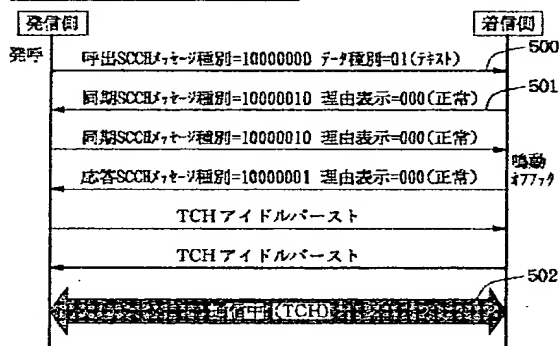 発信側
着信側
発呼
呼出SCCHメッセージ種別=10000000 データ種別=01(テキスト)
500
同期SCCHメッセージ種別=10000010 理由表示=000(正常)
501
同期SCCHメッセージ種別=10000010 理由表示=000(正常)
鳴動
オフフック
応答SCCHメッセージ種別=10000001 理由表示=000(正常)
TCHアイドルバースト
TCHアイドルバースト
502
通信中(TCH)